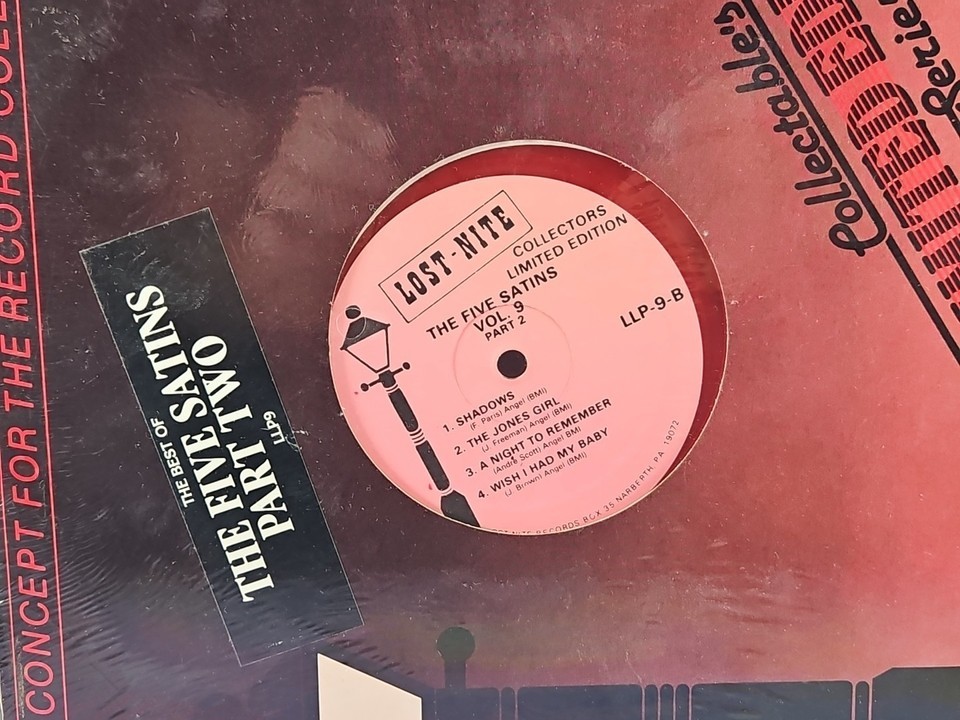 CONCEPT FOR THE RECORD
THE BEST OF
THE FIVE SATINS
PART TWO
LLP9
LOST-NITE
COLLECTORS
LIMITED EDITION
THE FIVE SATINS
VOL: 9
PART 2
LLP-9-B
1. SHADOWS
(F. Paris) Angel (BMI)
2. THE JONES GIRL
(J. Freeman) Angel (BMI)
3. A NIGHT TO REMEMBER
(Andre Scott) Angel BMI
4. WISH I HAD MY BABY
(J. Brown) Angel (BMI)
RECORDS BOX 35 NARBERTH, PA 19072
Collectable's